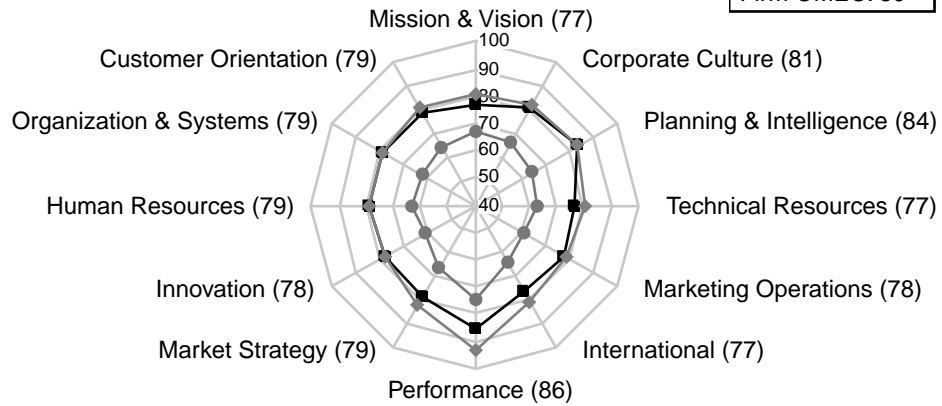 Mission & Vision (77)
Customer Orientation (79)
Corporate Culture (81)
Organization & Systems (79)
Planning & Intelligence (84)
Human Resources (79)
Technical Resources (77)
Innovation (78)
Marketing Operations (78)
Market Strategy (79)
International (77)
Performance (86)
100
90
80
70
60
50
40